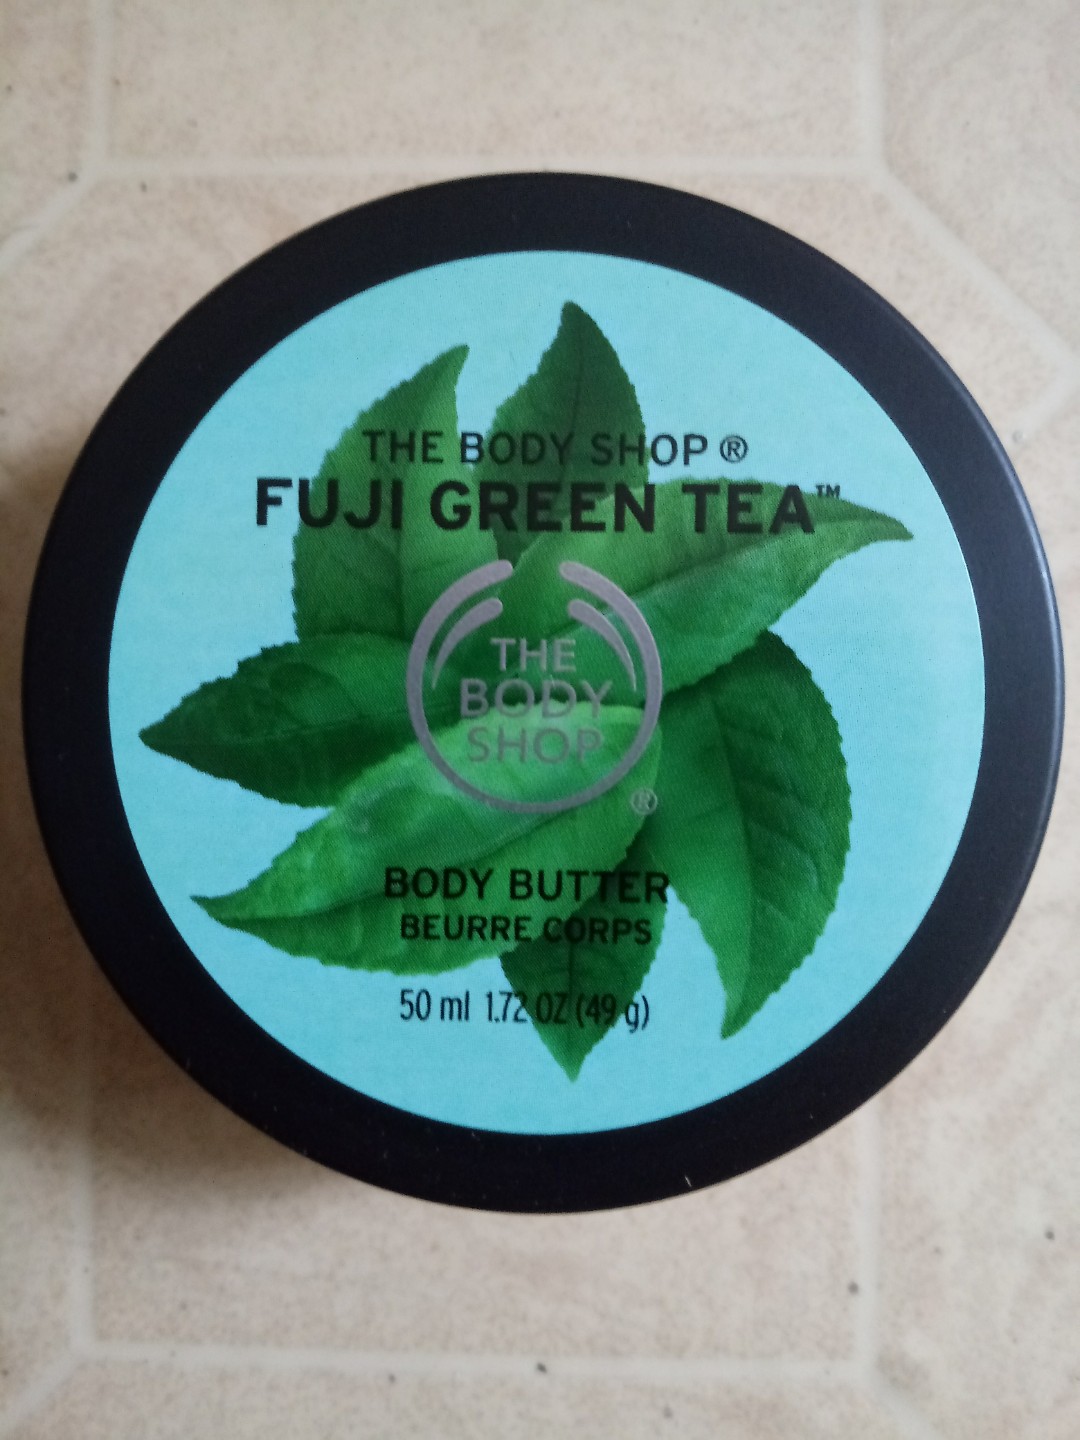 THE BODY SHOP ®
FUJI GREEN TEA™
THE
BODY
SHOP
®
BODY BUTTER
BEURRE CORPS
50 ml 1.72 OZ (49 g)